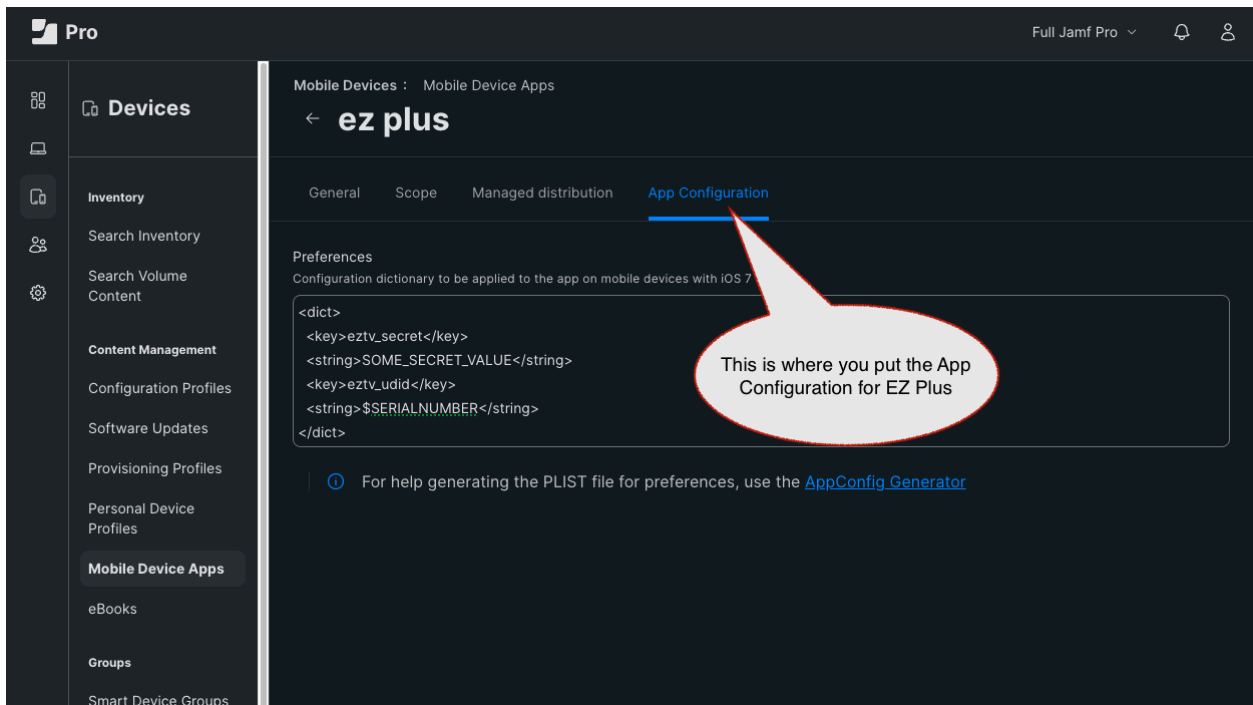 Pro
Full Jamf Pro
Devices
Inventory
Search Inventory
Search Volume
Content
Content Management
Configuration Profiles
Software Updates
Provisioning Profiles
Personal Device
Profiles
Mobile Device Apps
eBooks
Groups
Smart Device Groups
Mobile Devices : Mobile Device Apps
← ez plus
General Scope Managed distribution App Configuration
Preferences
Configuration dictionary to be applied to the app on mobile devices with iOS 7
<dict>
<key>eztv_secret</key>
<string>SOME_SECRET_VALUE</string>
<key>eztv_udid</key>
<string>$SERIALNUMBER</string>
</dict>
This is where you put the App
Configuration for EZ Plus
For help generating the PLIST file for preferences, use the AppConfig Generator